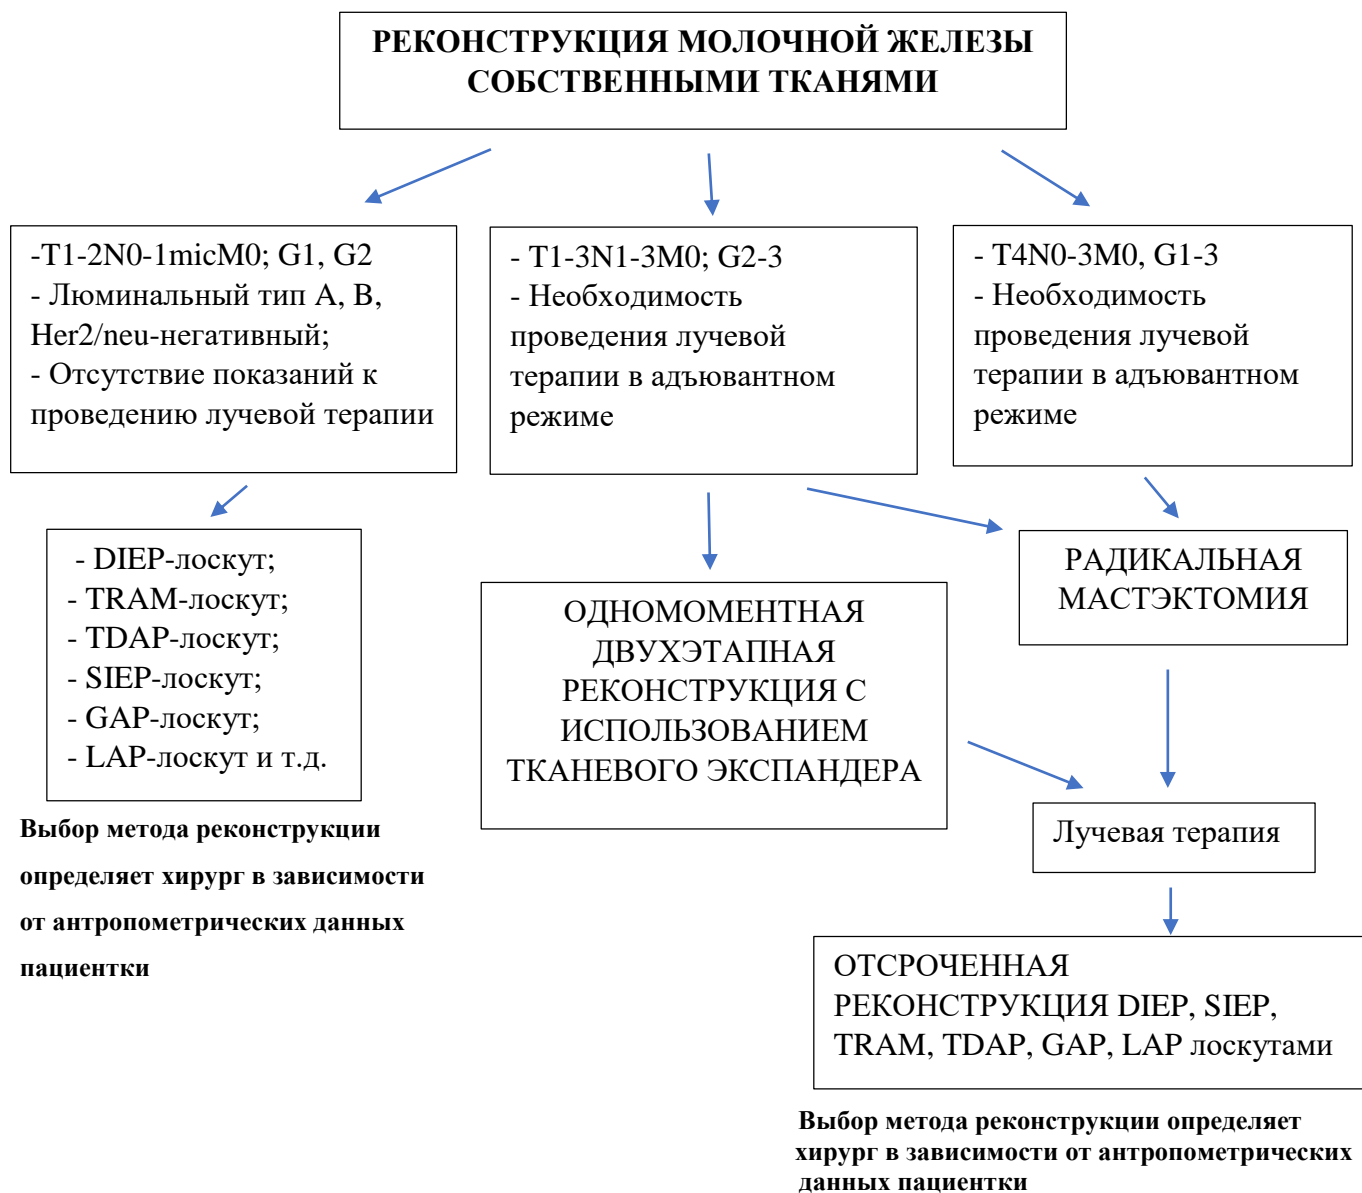 РЕКОНСТРУКЦИЯ МОЛОЧНОЙ ЖЕЛЕЗЫ
СОБСТВЕННЫМИ ТКАНЯМИ
-T1-2N0-1micM0; G1, G2
- Люминальный тип А, В,
Her2/neu-негативный;
- Отсутствие показаний к
проведению лучевой терапии
- T1-3N1-3M0; G2-3
- Необходимость
проведения лучевой
терапии в адъювантном
режиме
- T4N0-3M0, G1-3
- Необходимость
проведения лучевой
терапии в адъювантном
режиме
- DIEP-лоскут;
- TRAM-лоскут;
- TDAP-лоскут;
- SIEP-лоскут;
- GAP-лоскут;
- LAP-лоскут и т.д.
Выбор метода реконструкции
определяет хирург в зависимости
от антропометрических данных
пациентки
ОДНОМОМЕНТНАЯ
ДВУХЭТАПНАЯ
РЕКОНСТРУКЦИЯ С
ИСПОЛЬЗОВАНИЕМ
ТКАНЕВОГО ЭКСПАНДЕРА
РАДИКАЛЬНАЯ
МАСТЭКТОМИЯ
Лучевая терапия
ОТСРОЧЕННАЯ
РЕКОНСТРУКЦИЯ DIEP, SIEP,
TRAM, TDAP, GAP, LAP лоскутами
Выбор метода реконструкции определяет
хирург в зависимости от антропометрических
данных пациентки